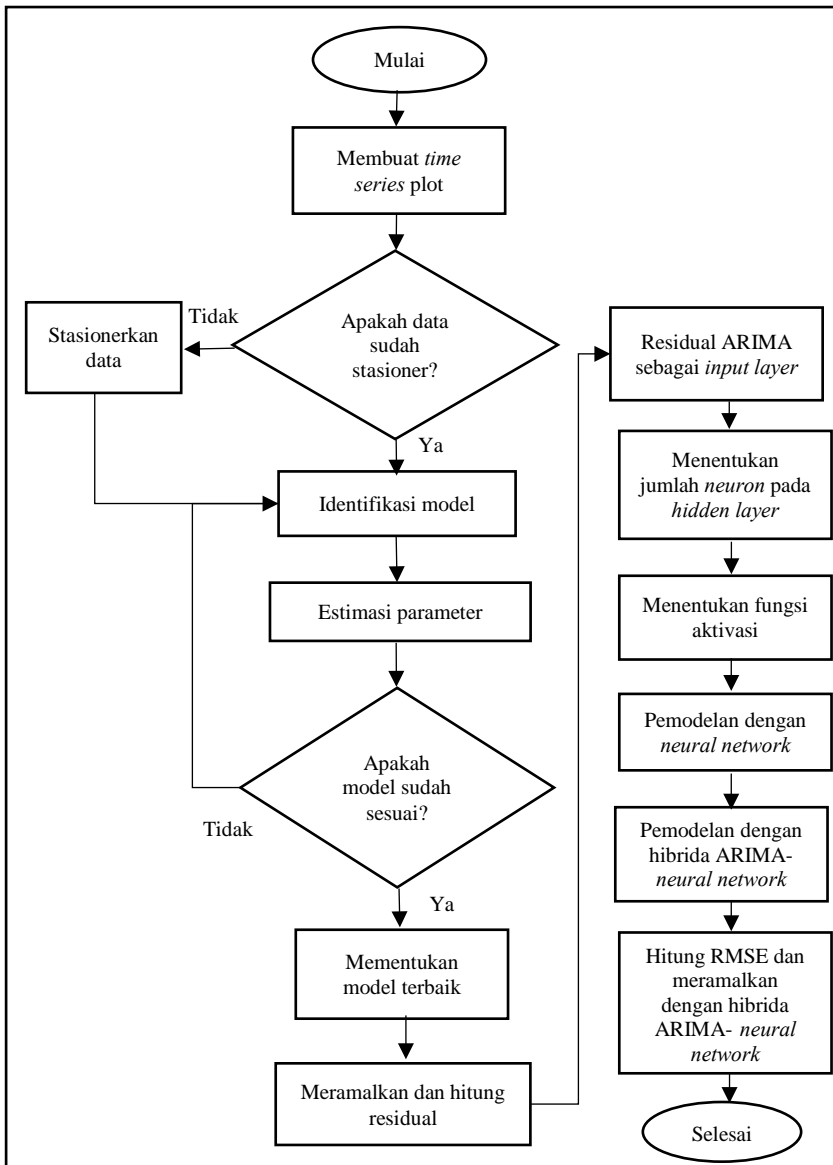 Mulai
Membuat time
series plot
Apakah data
sudah
stasioner?
Tidak
Stasionerkan
data
Ya
Identifikasi model
Estimasi parameter
Apakah
model sudah
sesuai?
Tidak
Ya
Mementukan
model terbaik
Meramalkan dan hitung
residual
Residual ARIMA
sebagai input layer
Menentukan
jumlah neuron pada
hidden layer
Menentukan fungsi
aktivasi
Pemodelan dengan
neural network
Pemodelan dengan
hibrida ARIMA-
neural network
Hitung RMSE dan
meramalkan
dengan hibrida
ARIMA- neural
network
Selesai